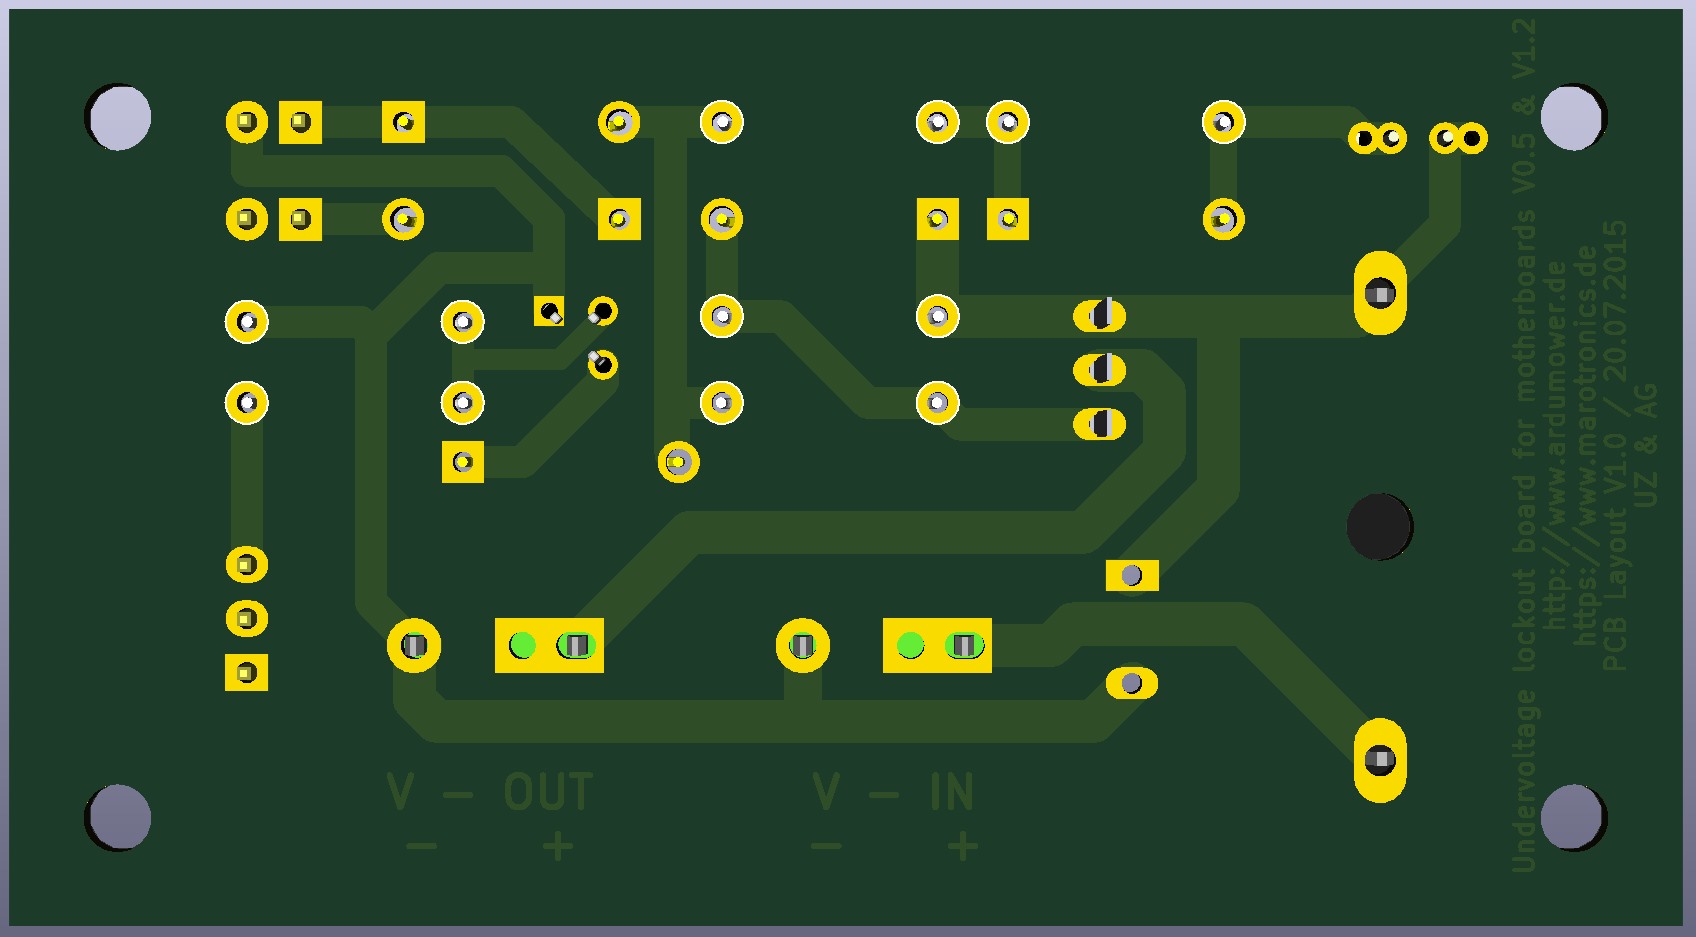 Undervoltage lockout board for motherboards V0.5 & V1.2
http://www.ardumower.de
https://www.marotronics.de
PCB Layout V1.0 / 20.07.2015
UZ & AG
V - OUT
- +
V - IN
- +